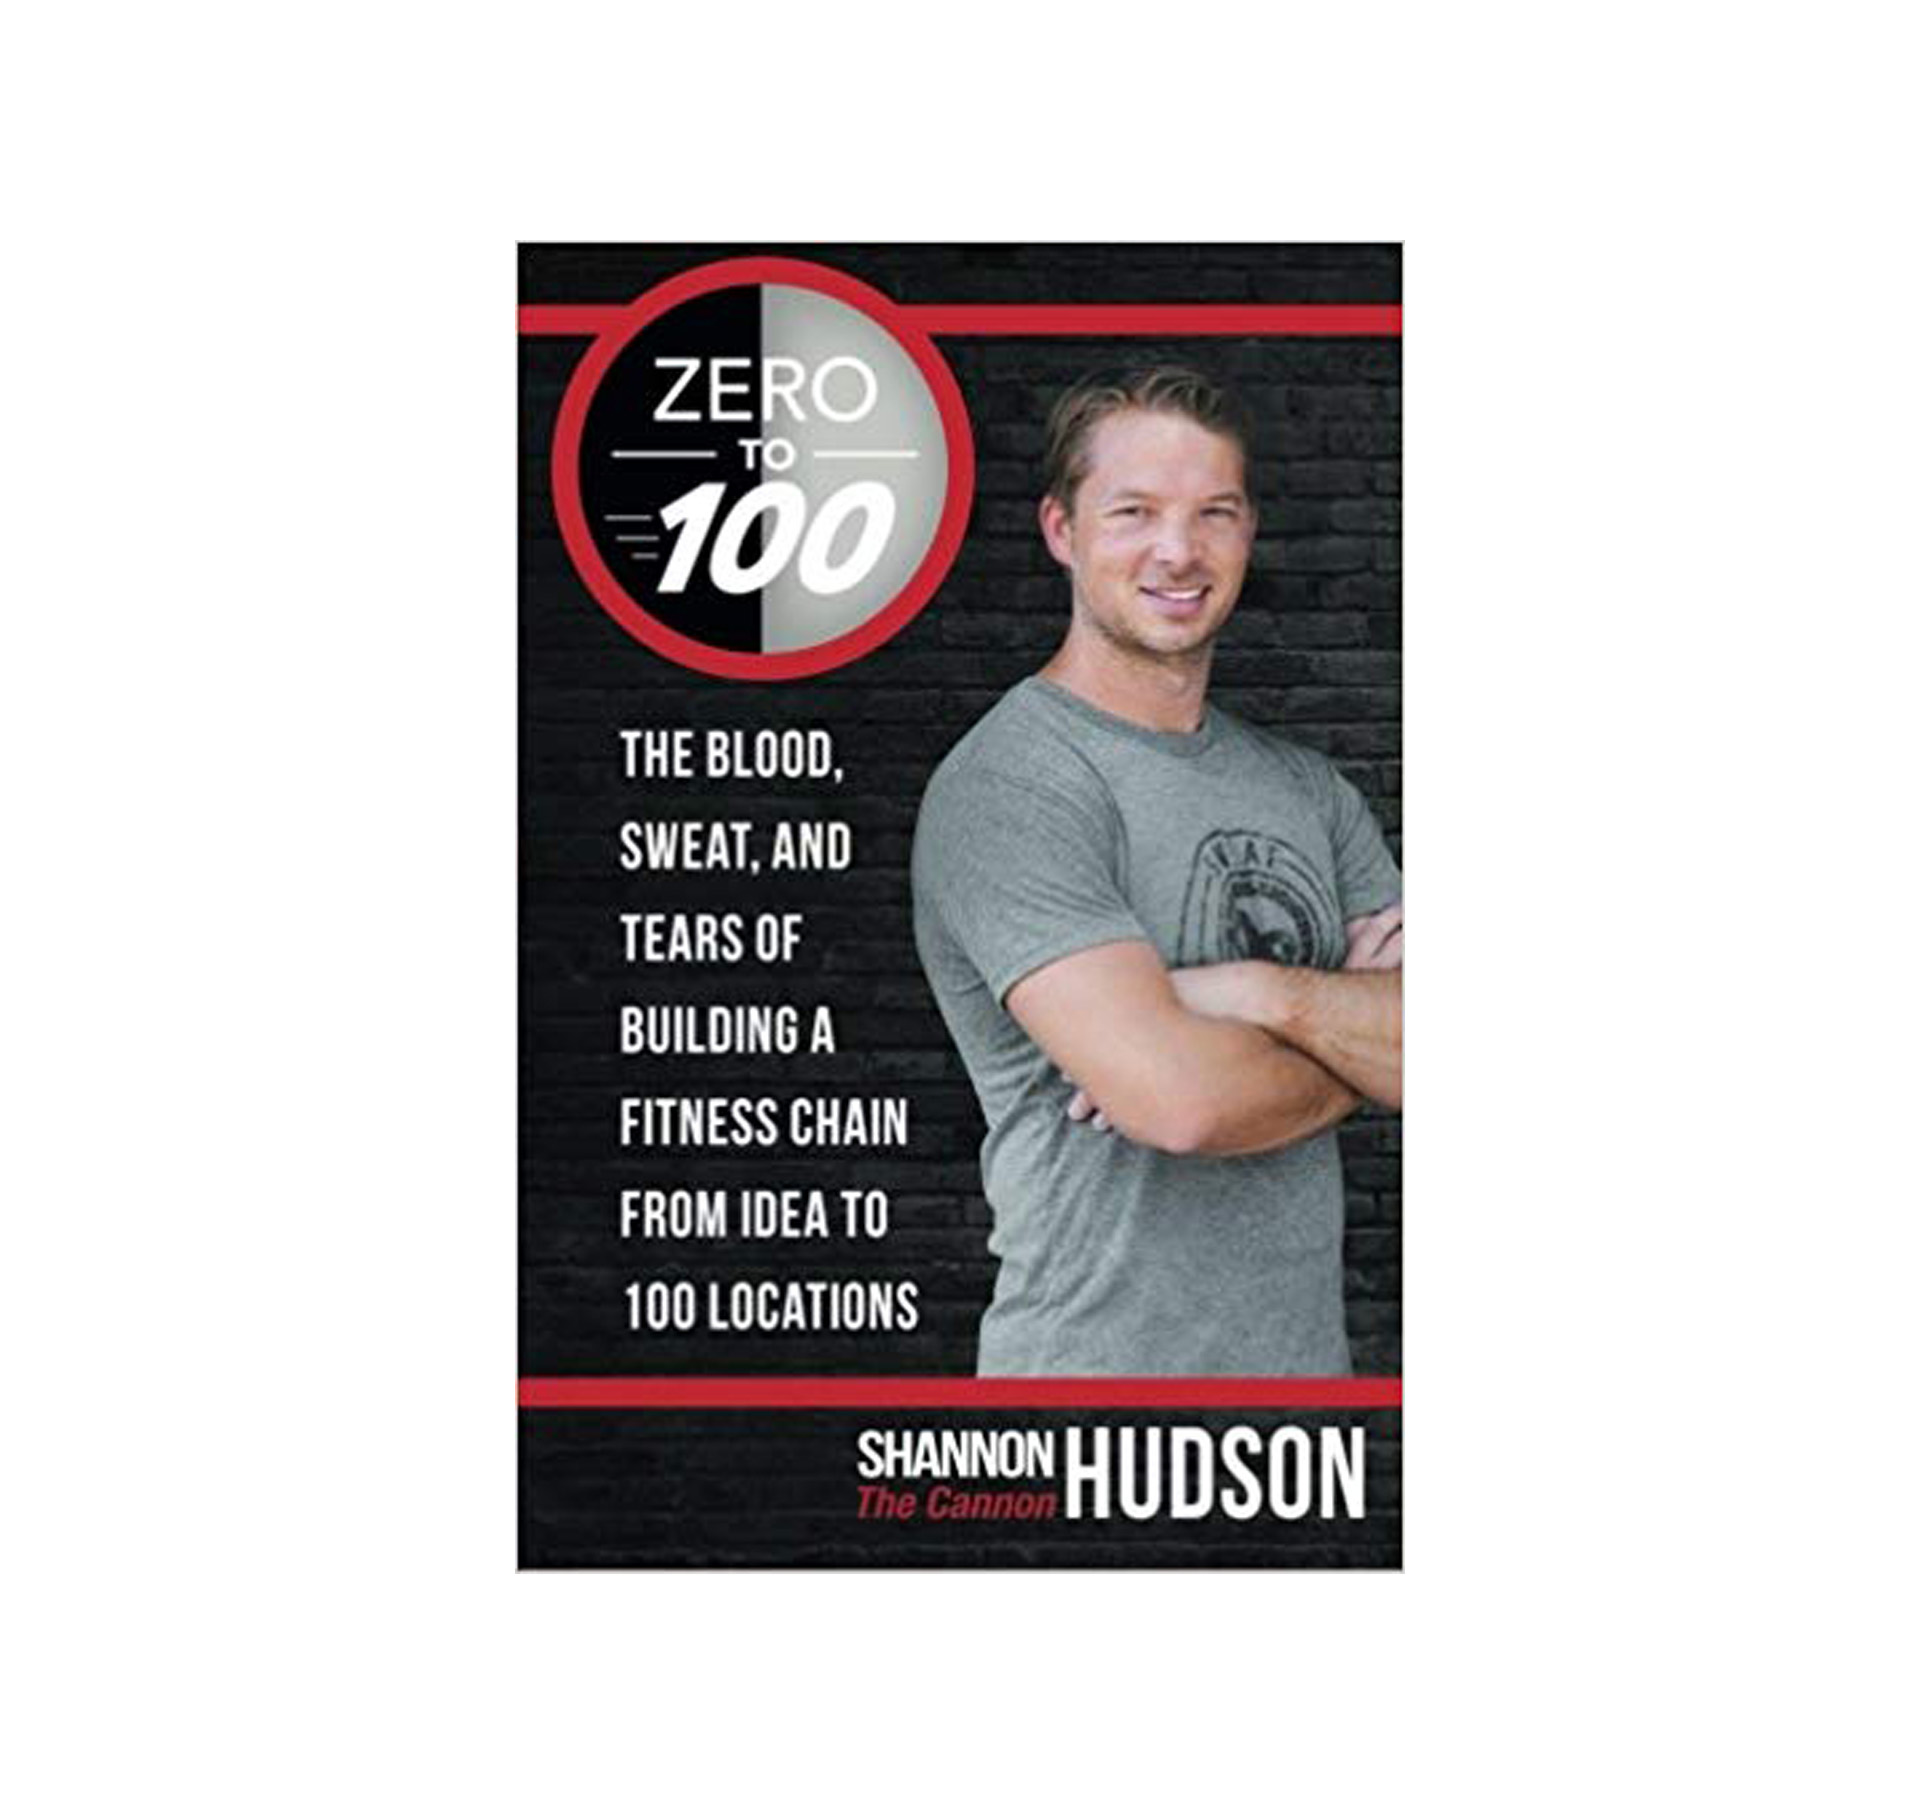 ZERO
TO
100
THE BLOOD,
SWEAT, AND
TEARS OF
BUILDING A
FITNESS CHAIN
FROM IDEA TO
100 LOCATIONS
SHANNON
The Cannon
HUDSON